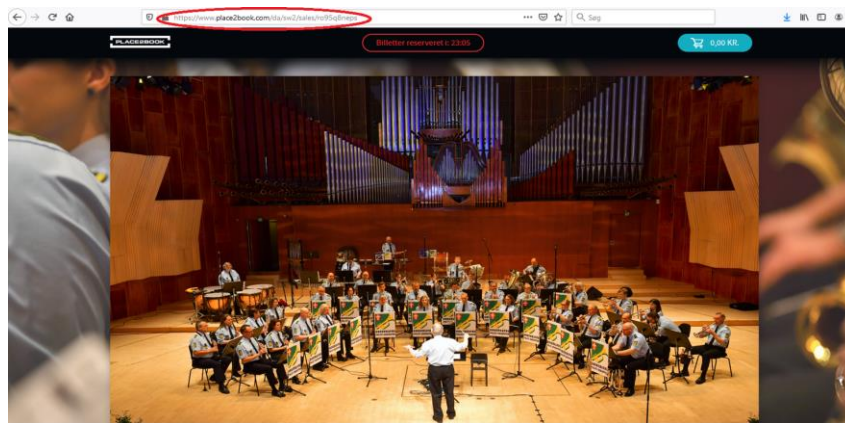 https://www.place2book.com/da/sw2/sales/ro95q8neps
Søg
PLACE2BOOK
Billetter reserveret i: 23:05
0,00 KR.